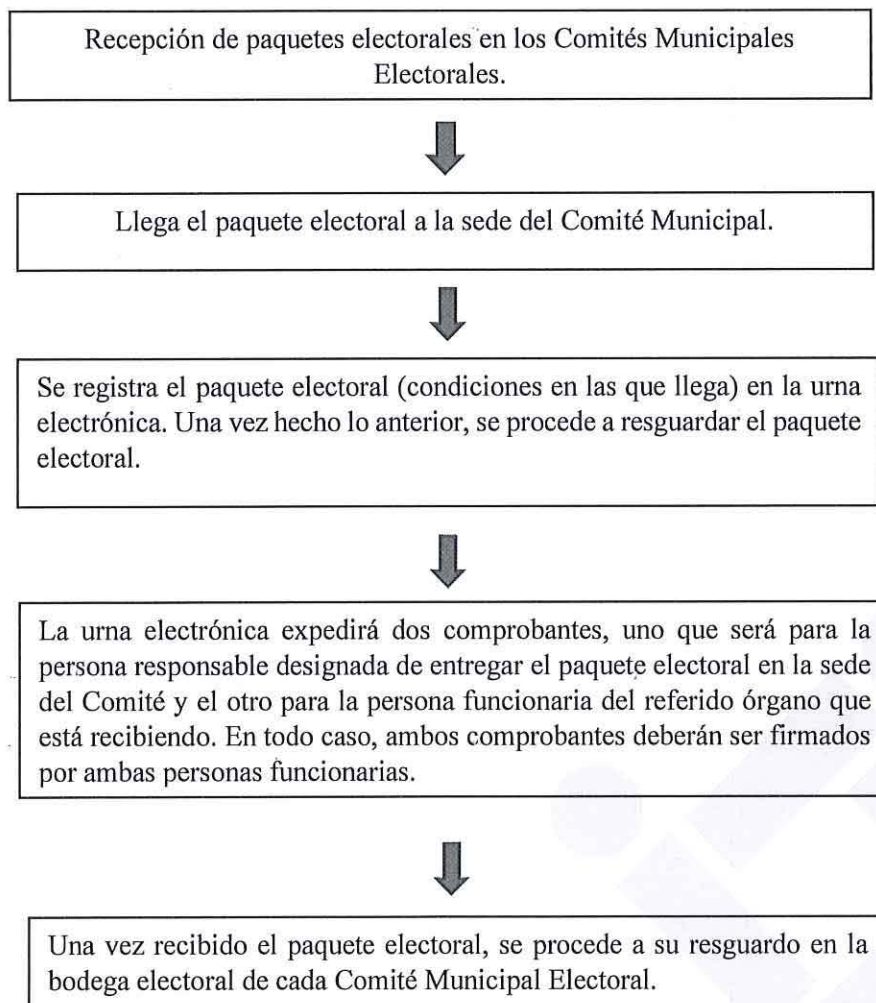 Recepción de paquetes electorales en los Comités Municipales
Electorales.
Llega el paquete electoral a la sede del Comité Municipal.
Se registra el paquete electoral (condiciones en las que llega) en la urna
electrónica. Una vez hecho lo anterior, se procede a resguardar el paquete
electoral.
La urna electrónica expedirá dos comprobantes, uno que será para la
persona responsable designada de entregar el paquete electoral en la sede
del Comité y el otro para la persona funcionaria del referido órgano que
está recibiendo. En todo caso, ambos comprobantes deberán ser firmados
por ambas personas funcionarias.
Una vez recibido el paquete electoral, se procede a su resguardo en la
bodega electoral de cada Comité Municipal Electoral.